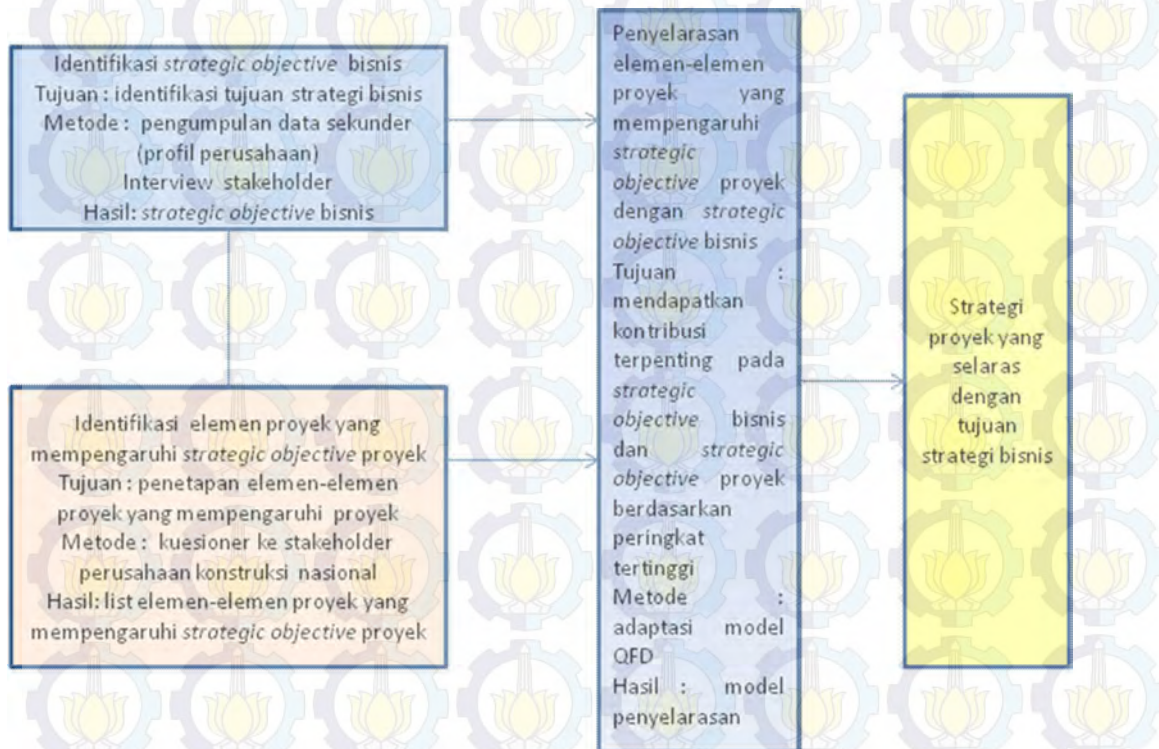 Identifikasi strategic objective bisnis
Tujuan : identifikasi tujuan strategi bisnis
Metode : pengumpulan data sekunder
(profil perusahaan)
Interview stakeholder
Hasil: strategic objective bisnis
Identifikasi elemen proyek yang
mempengaruhi strategic objective proyek
Tujuan : penetapan elemen-elemen
proyek yang mempengaruhi proyek
Metode : kuesioner ke stakeholder
perusahaan konstruksi nasional
Hasil: list elemen-elemen proyek yang
mempengaruhi strategic objective proyek
Penyelarasan
elemen-elemen
proyek yang
mempengaruhi
strategic
objective proyek
dengan strategic
objective bisnis
Tujuan :
mendapatkan
kontribusi
terpenting pada
strategic
objective bisnis
dan strategic
objective proyek
berdasarkan
peringkat
tertinggi
Metode :
adaptasi model
QFD
Hasil : model
penyelarasan
Strategi
proyek yang
selaras
dengan
tujuan
strategi bisnis